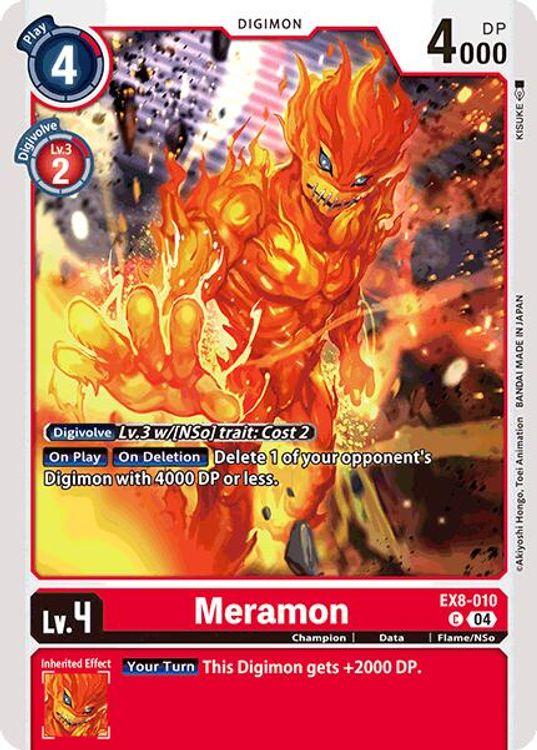 DIGIMON
Play
4
DP
4000
Digivolve
Lv.3
2
KISUKE
BANDAI MADE IN JAPAN
©Akiyoshi Hongo, Toei Animation
Digivolve Lv.3 w/[NSo] trait: Cost 2
On Play On Deletion Delete 1 of your opponent's
Digimon with 4000 DP or less.
Lv.4
Meramon
EX8-010
C 04
Champion | Data | Flame/NSo
Inherited Effect
Your Turn This Digimon gets +2000 DP.